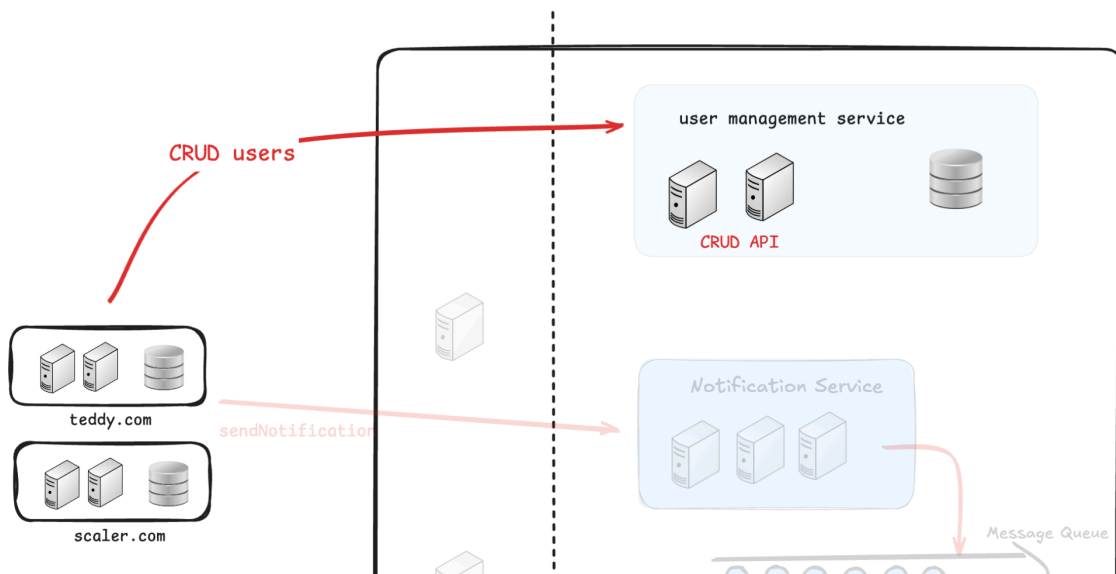 user management service
CRUD users
CRUD API
Notification Service
teddy.com
sendNotification
scaler.com
Message Queue